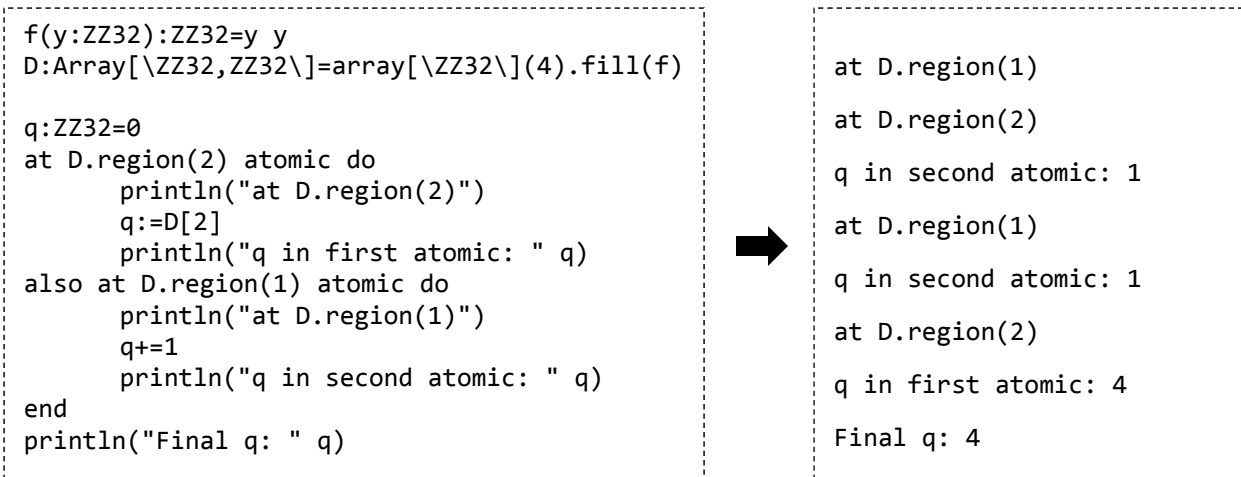 f(y:ZZ32):ZZ32=y y
D:Array[\ZZ32,ZZ32\]=array[\ZZ32\](4).fill(f)
q:ZZ32=0
at D.region(2) atomic do
println("at D.region(2)")
q:=D[2]
println("q in first atomic: " q)
also at D.region(1) atomic do
println("at D.region(1)")
q+=1
println("q in second atomic: " q)
end
println("Final q: " q)
at D.region(1)
at D.region(2)
q in second atomic: 1
at D.region(1)
q in second atomic: 1
at D.region(2)
q in first atomic: 4
Final q: 4